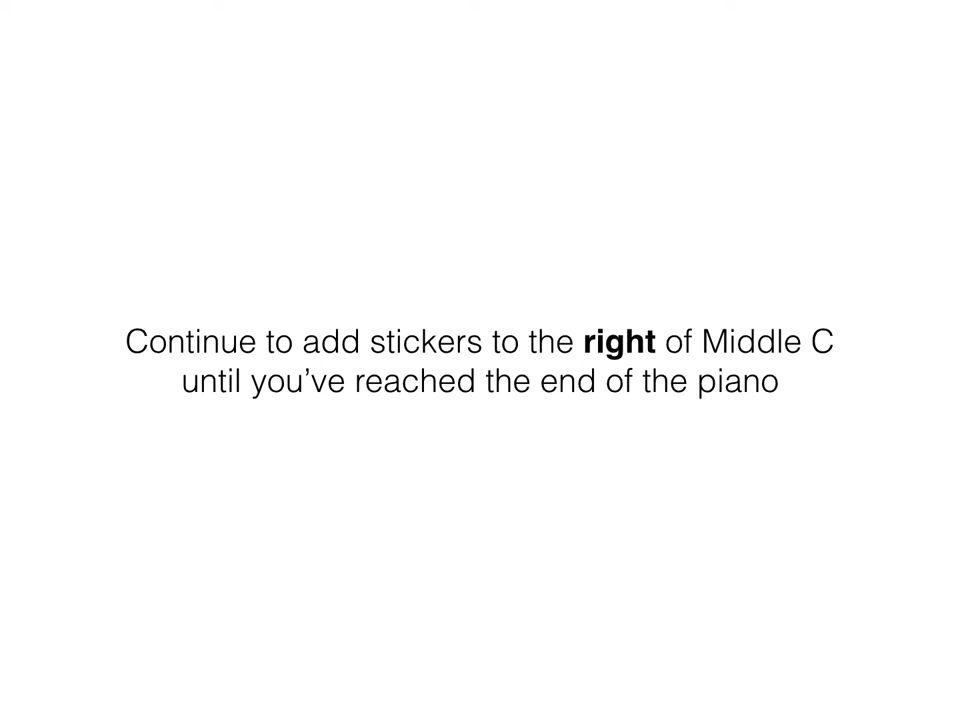 Continue to add stickers to the right of Middle C
until you’ve reached the end of the piano